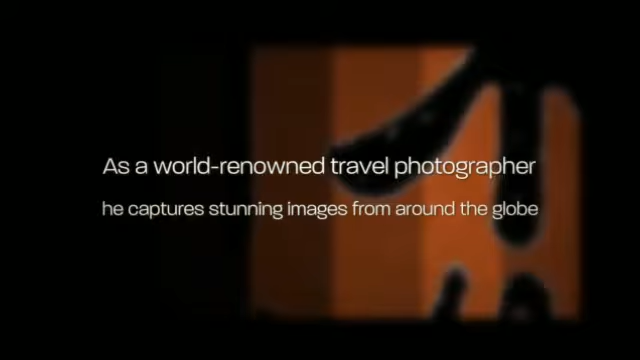 As a world-renowned travel photographer
he captures stunning images from around the globe